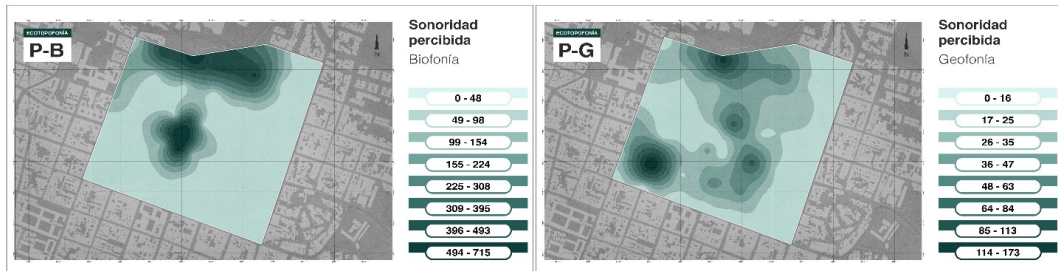 ECOTOPOFONÍA
P-B
N
Sonoridad
percibida
Biofonía
0 - 48
49 - 98
99 - 154
155 - 224
225 - 308
309 - 395
396 - 493
494 - 715
ECOTOPOFONÍA
P-G
N
Sonoridad
percibida
Geofonía
0 - 16
17 - 25
26 - 35
36 - 47
48 - 63
64 - 84
85 - 113
114 - 173